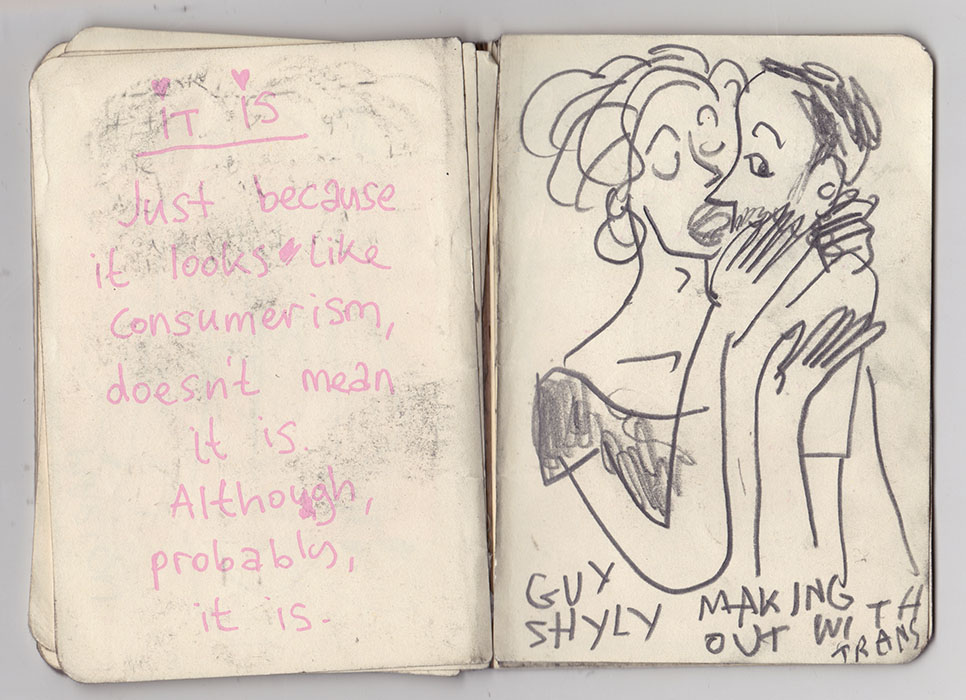 it is
Just because
it looks like
consumerism,
doesn't mean
it is.
Although,
probably,
it is.
GUY MAKING
SHYLY OUT WITH
TRANS